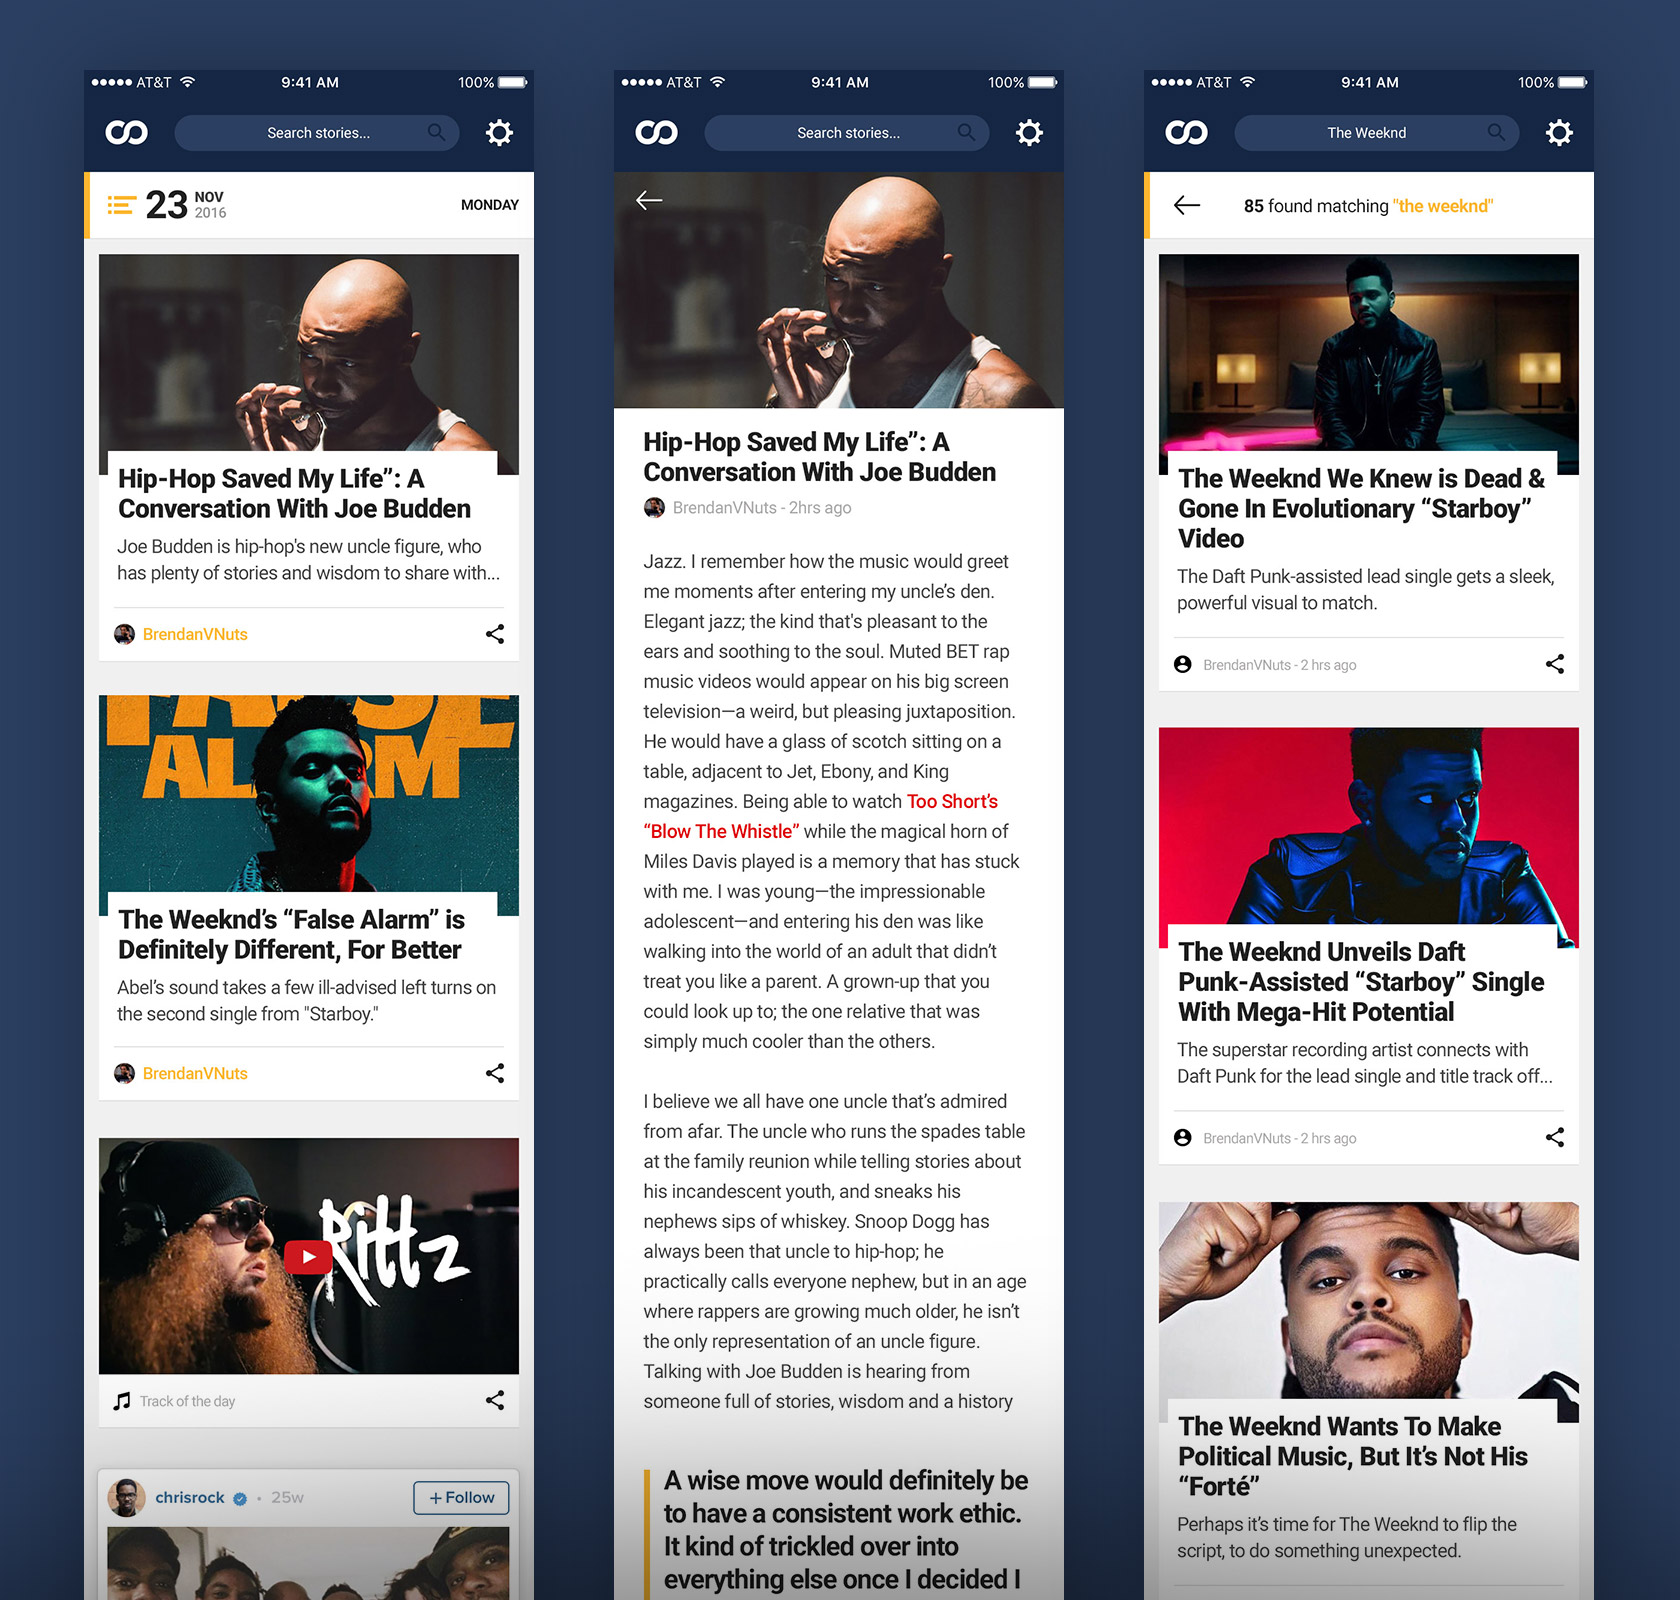 AT&T 9:41 AM 100%
Search stories...
23 NOV
2016
MONDAY
Hip-Hop Saved My Life”: A
Conversation With Joe Budden
Joe Budden is hip-hop's new uncle figure, who
has plenty of stories and wisdom to share with...
BrendanVNuts
FALSE
ALARM
The Weeknd’s “False Alarm” is
Definitely Different, For Better
Abel’s sound takes a few ill-advised left turns on
the second single from "Starboy."
BrendanVNuts
Rittz
Track of the day
chrisrock • 25w
+ Follow
AT&T 9:41 AM 100%
Search stories...
Hip-Hop Saved My Life”: A
Conversation With Joe Budden
BrendanVNuts - 2hrs ago
Jazz. I remember how the music would greet
me moments after entering my uncle’s den.
Elegant jazz; the kind that's pleasant to the
ears and soothing to the soul. Muted BET rap
music videos would appear on his big screen
television—a weird, but pleasing juxtaposition.
He would have a glass of scotch sitting on a
table, adjacent to Jet, Ebony, and King
magazines. Being able to watch Too Short’s
“Blow The Whistle” while the magical horn of
Miles Davis played is a memory that has stuck
with me. I was young—the impressionable
adolescent—and entering his den was like
walking into the world of an adult that didn’t
treat you like a parent. A grown-up that you
could look up to; the one relative that was
simply much cooler than the others.
I believe we all have one uncle that’s admired
from afar. The uncle who runs the spades table
at the family reunion while telling stories about
his incandescent youth, and sneaks his
nephews sips of whiskey. Snoop Dogg has
always been that uncle to hip-hop; he
practically calls everyone nephew, but in an age
where rappers are growing much older, he isn’t
the only representation of an uncle figure.
Talking with Joe Budden is hearing from
someone full of stories, wisdom and a history
A wise move would definitely be
to have a consistent work ethic.
It kind of trickled over into
everything else once I decided I
AT&T 9:41 AM 100%
The Weeknd
85 found matching "the weeknd"
The Weeknd We Knew is Dead &
Gone In Evolutionary “Starboy”
Video
The Daft Punk-assisted lead single gets a sleek,
powerful visual to match.
BrendanVNuts - 2 hrs ago
The Weeknd Unveils Daft
Punk-Assisted “Starboy” Single
With Mega-Hit Potential
The superstar recording artist connects with
Daft Punk for the lead single and title track off...
BrendanVNuts - 2 hrs ago
The Weeknd Wants To Make
Political Music, But It’s Not His
“Forté”
Perhaps it’s time for The Weeknd to flip the
script, to do something unexpected.